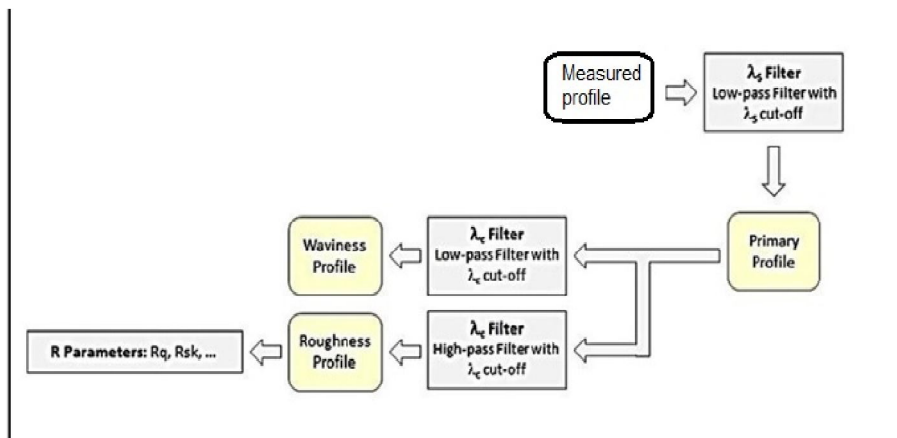 Measured
profile
λs Filter
Low-pass Filter with
λs cut-off
Primary
Profile
λc Filter
Low-pass Filter with
λc cut-off
Waviness
Profile
λc Filter
High-pass Filter with
λc cut-off
Roughness
Profile
R Parameters: Rq, Rsk, ...